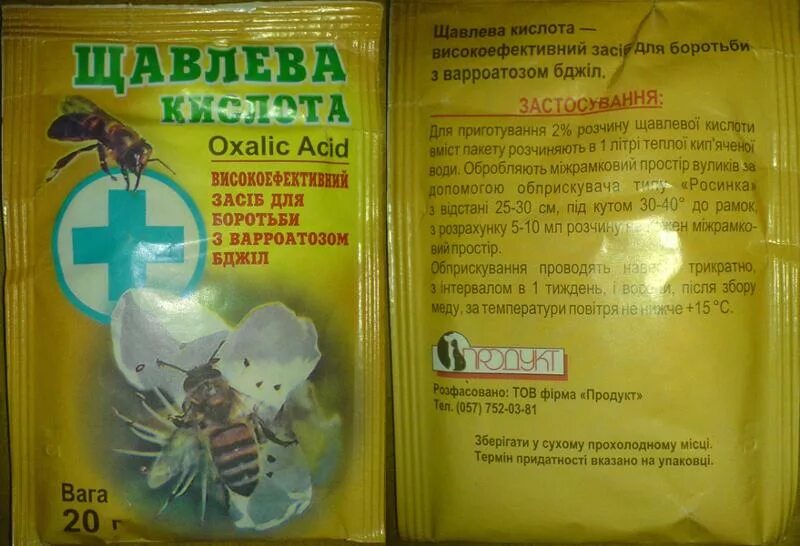 ЩАВЛЕВА
КИСЛОТА
Oxalic Acid
ВИСОКОЕФЕКТИВНИЙ
ЗАСІБ ДЛЯ
БОРОТЬБИ
З ВАРРОАТОЗОМ
БДЖІЛ
Вага
20 г
Щавлева кислота —
високоефективний засіб для боротьби
з варроатозом бджіл.
ЗАСТОСУВАННЯ:
Для приготування 2% розчину щавлевої кислоти
вміст пакету розчиняють в 1 літрі теплої кип'яченої
води. Обробляють міжрамковий простір вуликів за
допомогою обприскувача типу «Росинка»
з відстані 25-30 см, під кутом 30-40° до рамок,
з розрахунку 5-10 мл розчину на кожен міжрамко-
вий простір.
Обприскування проводять трикратно,
з інтервалом в 1 тиждень, і восени, після збору
меду, за температури повітря не нижче +15 °С.
ПРОДУКТ
Розфасовано: ТОВ фірма «Продукт»
Тел. (057) 752-03-81
Зберігати у сухому прохолодному місці.
Термін придатності вказано на упаковці.